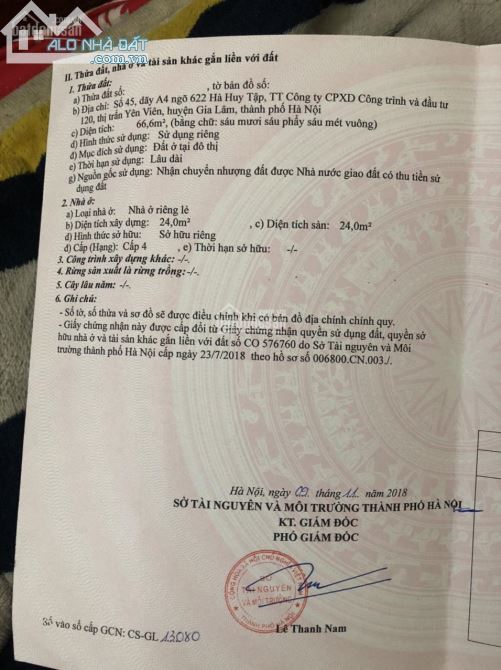 ALO NHÀ ĐẤT
II. Thửa đất, nhà ở và tài sản khác gắn liền với đất
1. Thửa đất:
a) Thửa đất số: , tờ bản đồ số:
b) Địa chỉ: Số 45, dãy A4 ngõ 622 Hà Huy Tập, TT Công ty CPXD Công trình và đầu tư
120, thị trấn Yên Viên, huyện Gia Lâm, thành phố Hà Nội
c) Diện tích: 66,6m², (bằng chữ: sáu mươi sáu phẩy sáu mét vuông)
d) Hình thức sử dụng: Sử dụng riêng
đ) Mục đích sử dụng: Đất ở tại đô thị
e) Thời hạn sử dụng: Lâu dài
g) Nguồn gốc sử dụng: Nhận chuyển nhượng đất được Nhà nước giao đất có thu tiền sử
dụng đất
2. Nhà ở:
a) Loại nhà ở: Nhà ở riêng lẻ
b) Diện tích xây dựng: 24,0m² , c) Diện tích sàn: 24,0m²
d) Hình thức sở hữu: Sở hữu riêng
đ) Cấp (Hạng): Cấp 4 , e) Thời hạn sở hữu: -/-
3. Công trình xây dựng khác: -/-.
4. Rừng sản xuất là rừng trồng: -/-.
5. Cây lâu năm: -/-.
6. Ghi chú:
- Số tờ, số thửa và sơ đồ sẽ được điều chỉnh khi có bản đồ địa chính chính quy.
- Giấy chứng nhận này được cấp đổi từ Giấy chứng nhận quyền sử dụng đất, quyền sở
hữu nhà ở và tài sản khác gắn liền với đất số CO 576760 do Sở Tài nguyên và Môi
trường thành phố Hà Nội cấp ngày 23/7/2018 theo hồ sơ số 006800.CN.003./.
Hà Nội, ngày 09 tháng 11 năm 2018
SỞ TÀI NGUYÊN VÀ MÔI TRƯỜNG THÀNH PHỐ HÀ NỘI
KT. GIÁM ĐỐC
PHÓ GIÁM ĐỐC
SỞ
TÀI NGUYÊN
VÀ MÔI TRƯỜNG
Lê Thanh Nam
Số vào sổ cấp GCN: CS-GL 13080